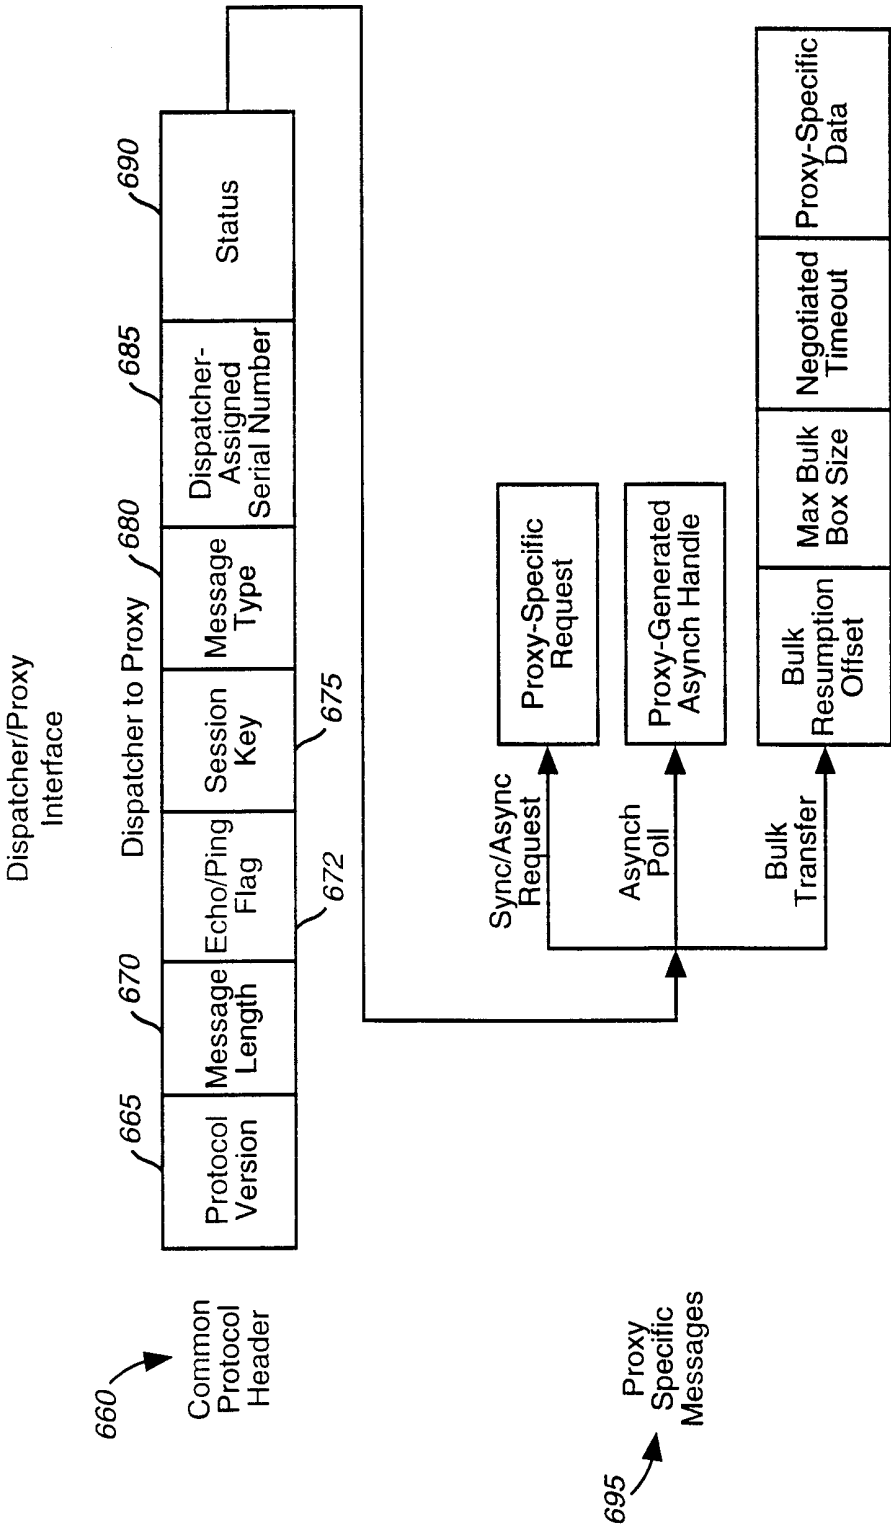 Dispatcher/Proxy
Interface
Dispatcher to Proxy
660
Common
Protocol
Header
665
Protocol
Version
670
Message
Length
672
Echo/Ping
Flag
675
Session
Key
680
Message
Type
685
Dispatcher-
Assigned
Serial Number
690
Status
695
Proxy
Specific
Messages
Sync/Async
Request
Proxy-Specific
Request
Asynch
Poll
Proxy-Generated
Asynch Handle
Bulk
Transfer
Bulk
Resumption
Offset
Max Bulk
Box Size
Negotiated
Timeout
Proxy-Specific
Data